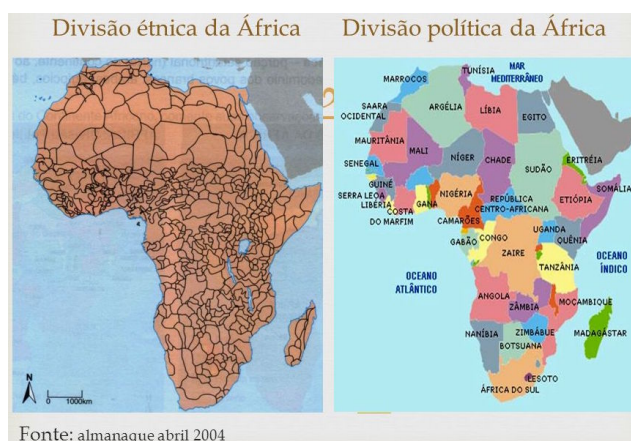 Divisão étnica da África
Divisão política da África
N
0 1000km
MAR
MEDITERRÂNEO
TUNÍSIA
MARROCOS
ARGÉLIA
LÍBIA
EGITO
SAARA
OCIDENTAL
MAURITÂNIA
MALI
NÍGER
CHADE
SUDÃO
ERITRÉIA
SENEGAL
GUINÉ
SERRA LEOA
LIBÉRIA
COSTA
DO MARFIM
GANA
NIGÉRIA
CAMARÕES
REPÚBLICA
CENTRO-AFRICANA
ETIÓPIA
SOMÁLIA
UGANDA
QUÊNIA
GABÃO
CONGO
ZAIRE
TANZÂNIA
OCEANO
ATLÂNTICO
OCEANO
ÍNDICO
ANGOLA
ZÂMBIA
MOÇAMBIQUE
NANÍBIA
ZIMBÁBUE
BOTSUANA
MADAGÁSTAR
LESOTO
ÁFRICA DO SUL
Fonte: almanaque abril 2004